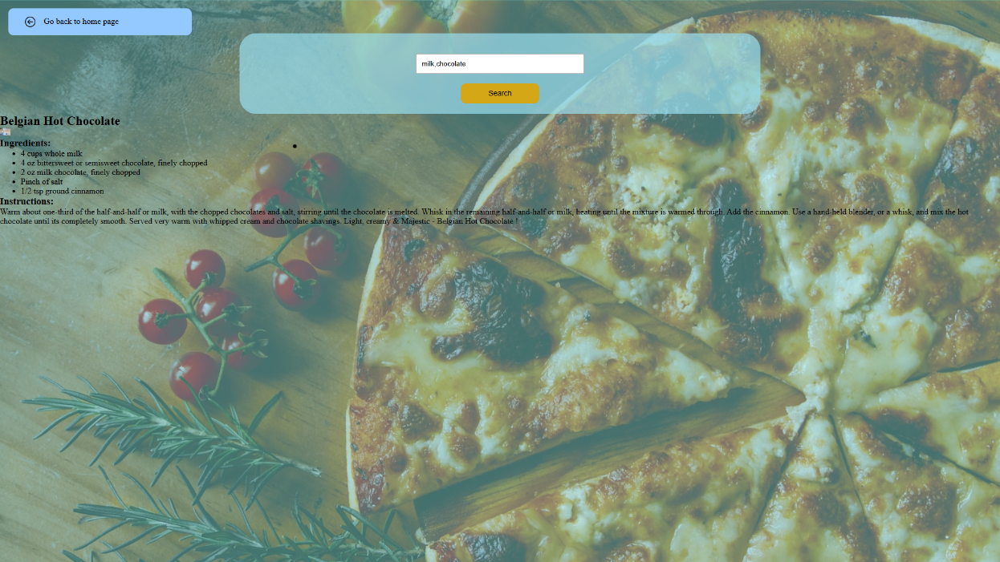 Go back to home page
milk,chocolate
Search
Belgian Hot Chocolate
Ingredients:
4 cups whole milk
4 oz bittersweet or semisweet chocolate, finely chopped
2 oz milk chocolate, finely chopped
Pinch of salt
1/2 tsp ground cinnamon
Instructions:
Warm about one-third of the half-and-half or milk, with the chopped chocolates and salt, stirring until the chocolate is melted. Whisk in the remaining half-and-half or milk, heating until the mixture is warmed through. Add the cinnamon. Use a hand-held blender, or a whisk, and mix the hot
chocolate until its completely smooth. Served very warm with whipped cream and chocolate shavings. Light, creamy & Majestic - Belgian Hot Chocolate !